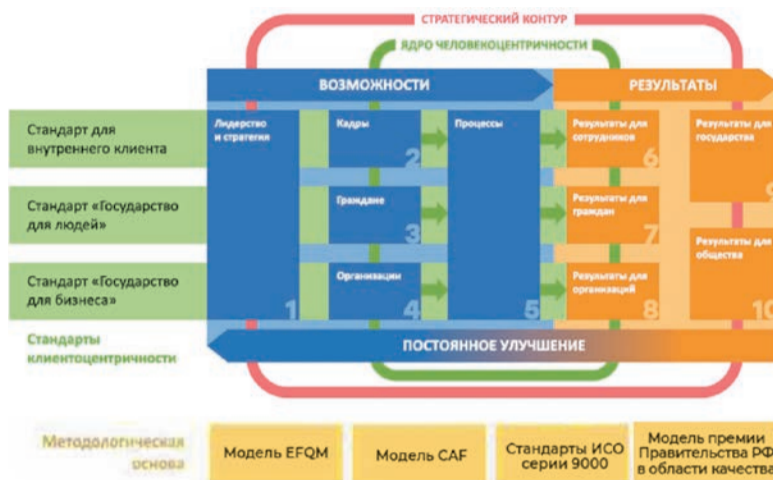 СТРАТЕГИЧЕСКИЙ КОНТУР
ЯДРО ЧЕЛОВЕКОЦЕНТРИЧНОСТИ
ВОЗМОЖНОСТИ
РЕЗУЛЬТАТЫ
Стандарт для
внутреннего клиента
Лидерство
и стратегия
1
Кадры
2
Процессы
5
Результаты для
сотрудников
6
Результаты для
государства
9
Стандарт «Государство
для людей»
Граждане
3
Результаты для
граждан
7
Результаты для
общества
10
Стандарт «Государство
для бизнеса»
Организации
4
Результаты для
организаций
8
Стандарты
клиентоцентричности
ПОСТОЯННОЕ УЛУЧШЕНИЕ
Методологическая
основа
Модель EFQM
Модель CAF
Стандарты ИСО
серии 9000
Модель премии
Правительства РФ
в области качества